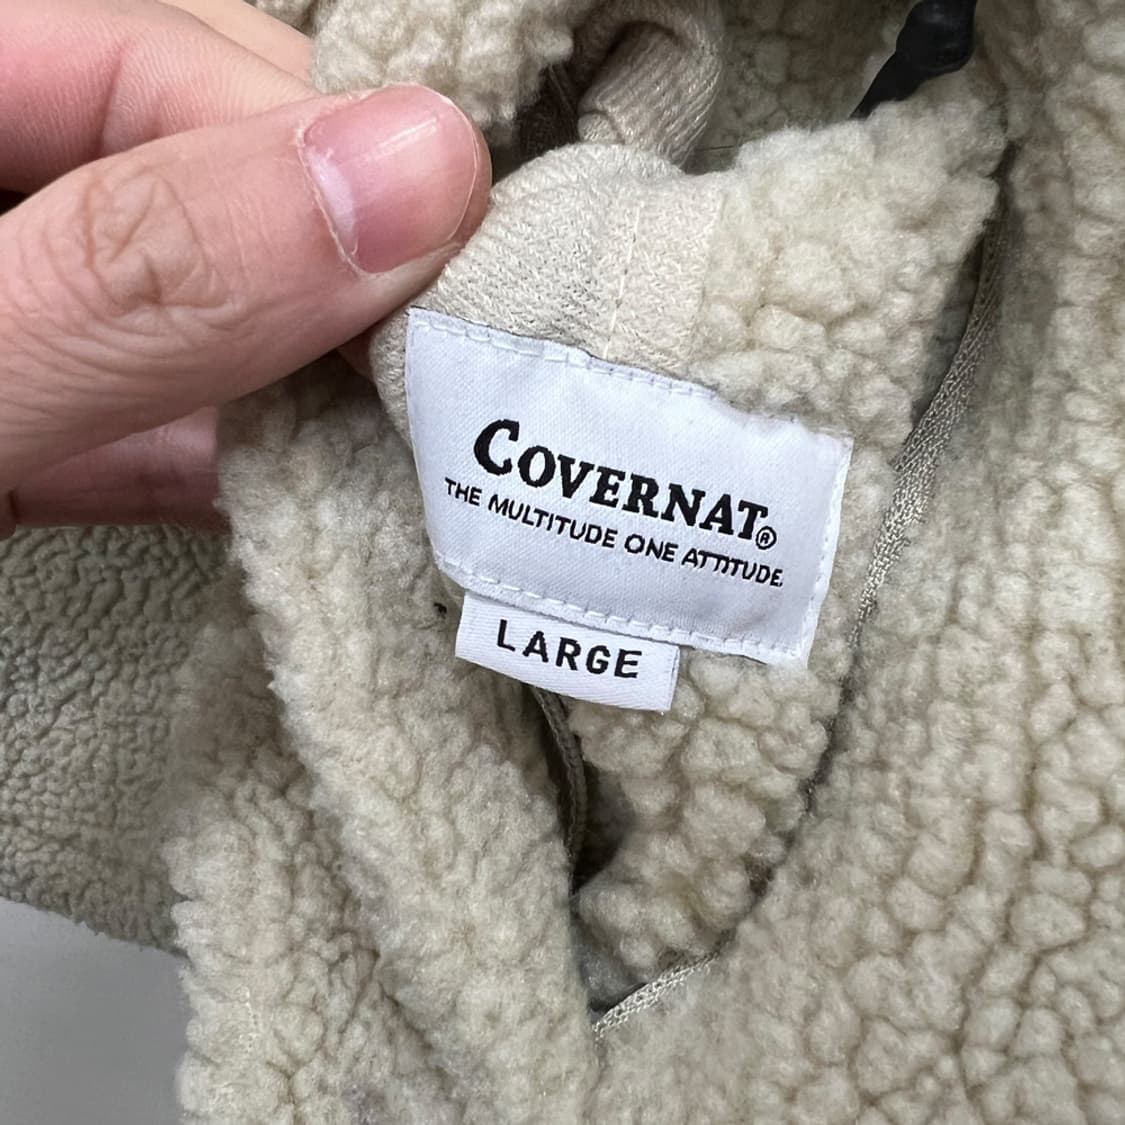 COVERNAT®
THE MULTITUDE ONE ATTITUDE.
LARGE